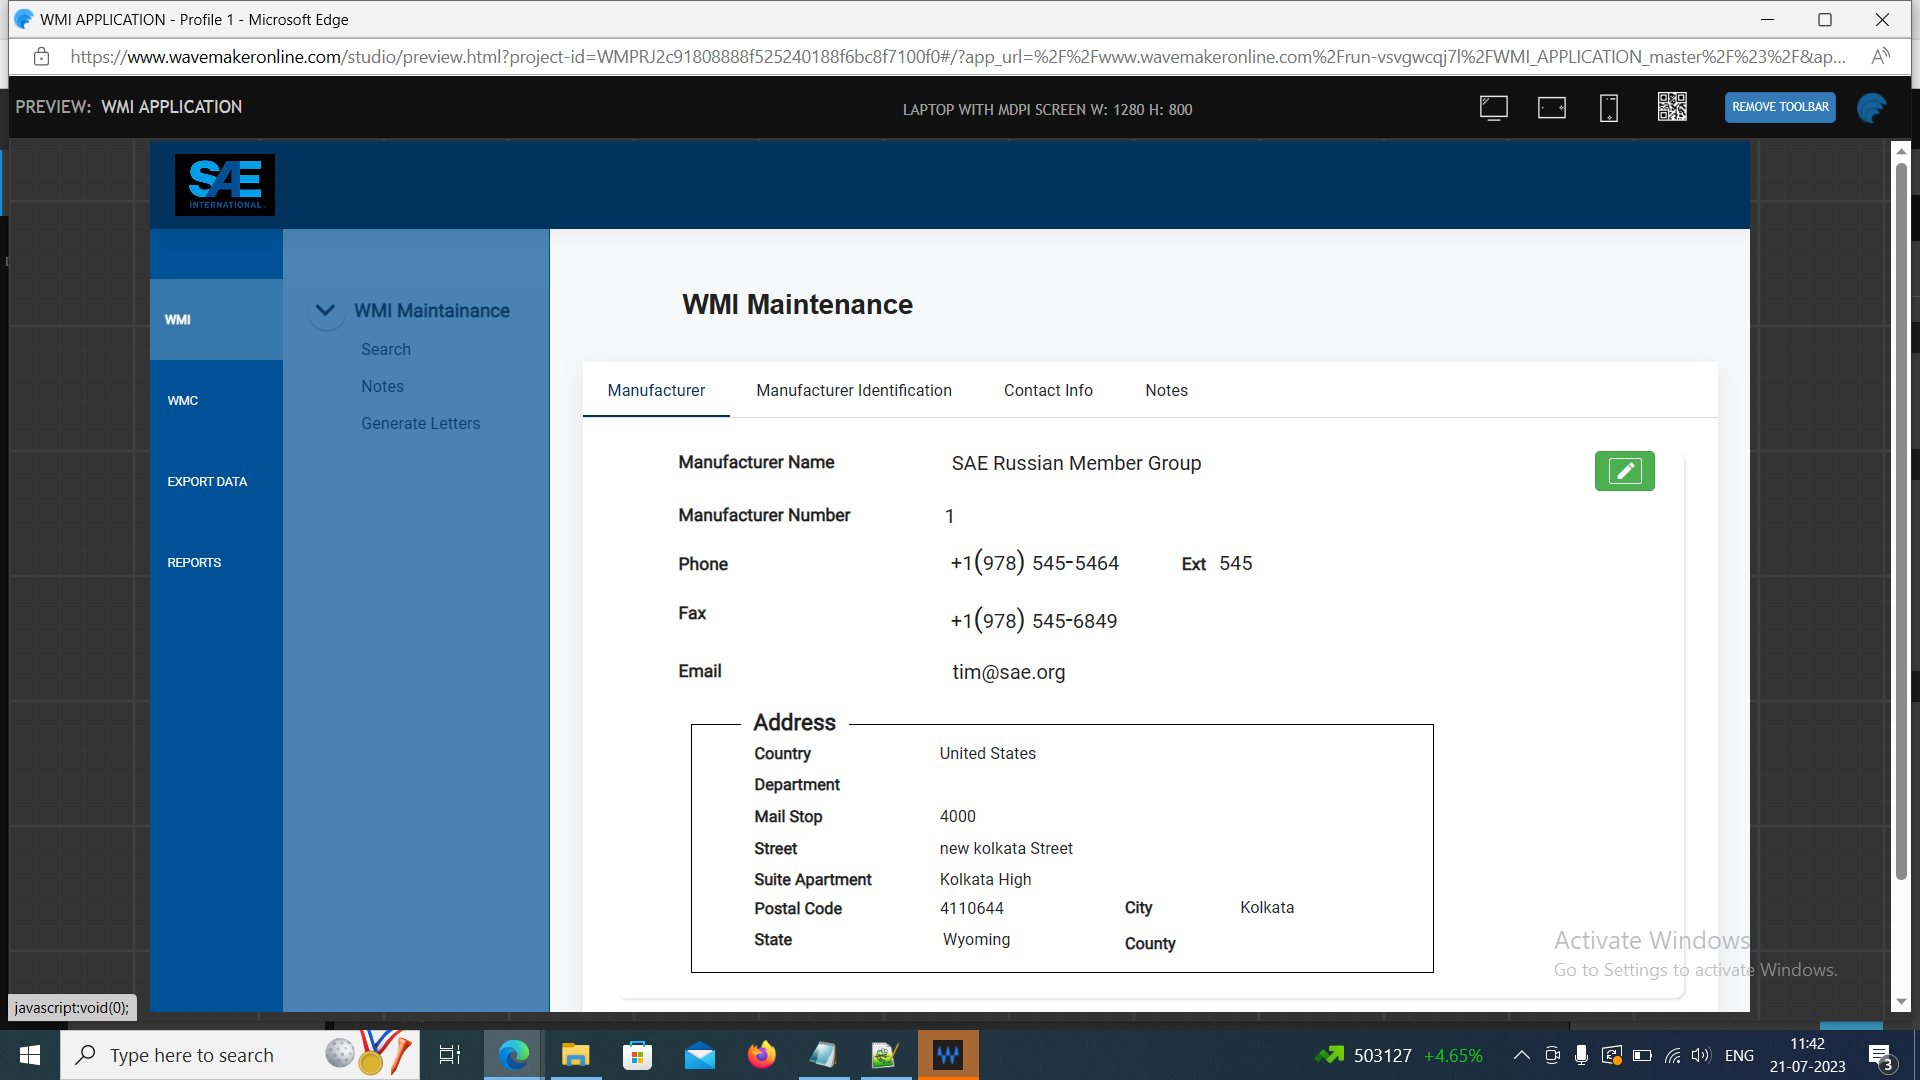 WMI APPLICATION - Profile 1 - Microsoft Edge
https://www.wavemakeronline.com/studio/preview.html?project-id=WMPRJ2c91808888f525240188f6bc8f7100f0#/?app_url=%2F%2Fwww.wavemakeronline.com%2Frun-vsvgwcqj7l%2FWMI_APPLICATION_master%2F%23%2F&ap...
PREVIEW: WMI APPLICATION
LAPTOP WITH MDPI SCREEN W: 1280 H: 800
REMOVE TOOLBAR
SAE
INTERNATIONAL
WMI
WMC
EXPORT DATA
REPORTS
WMI Maintainance
Search
Notes
Generate Letters
WMI Maintenance
Manufacturer Manufacturer Identification Contact Info Notes
Manufacturer Name SAE Russian Member Group
Manufacturer Number 1
Phone +1(978) 545-5464 Ext 545
Fax +1(978) 545-6849
Email tim@sae.org
Address
Country United States
Department
Mail Stop 4000
Street new kolkata Street
Suite Apartment Kolkata High
Postal Code 4110644 City Kolkata
State Wyoming County
Activate Windows
Go to Settings to activate Windows.
javascript:void(0);
Type here to search
503127 +4.65%
ENG
11:42
21-07-2023
3